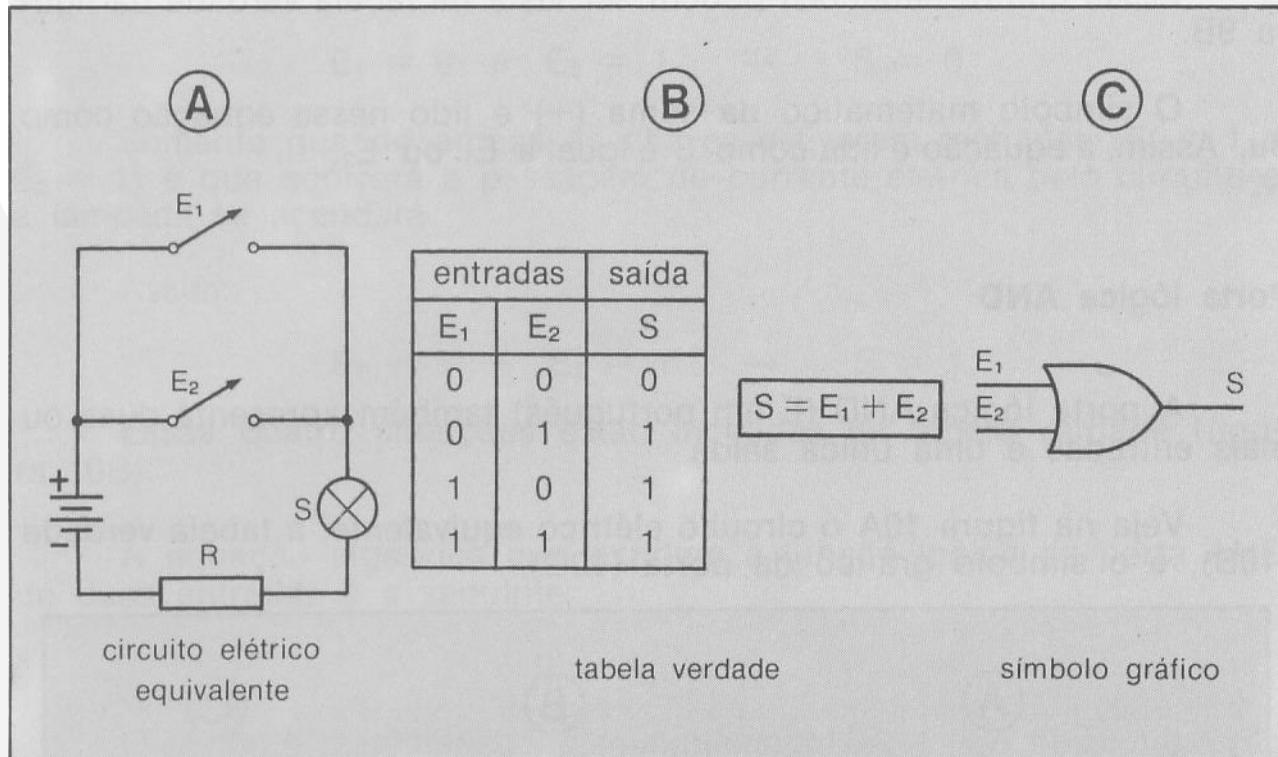 A
B
C
E₁
E₂
+
−
S
R
circuito elétrico
equivalente
entradas saída
E₁ E₂ S
0 0 0
0 1 1
1 0 1
1 1 1
S = E₁ + E₂
tabela verdade
E₁
E₂
S
símbolo gráfico